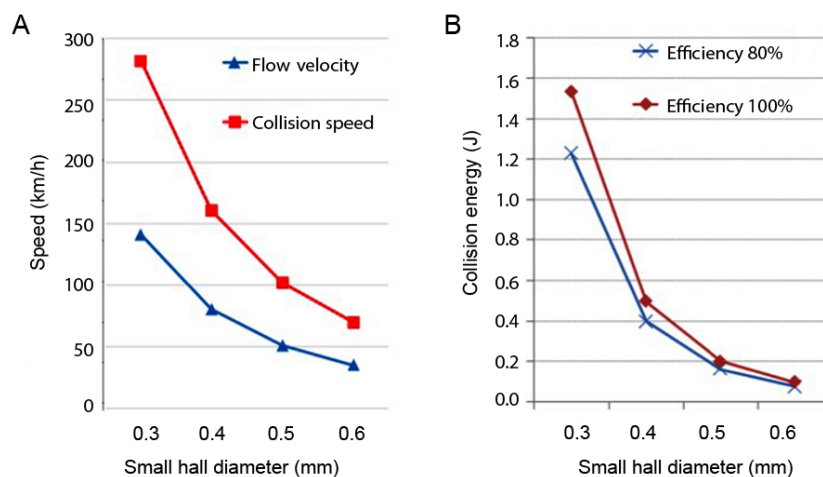 A
300
250
200
150
100
50
0
Speed (km/h)
Flow velocity
Collision speed
0.3 0.4 0.5 0.6
Small hall diameter (mm)
B
1.8
1.6
1.4
1.2
1.0
0.8
0.6
0.4
0.2
0.0
Collision energy (J)
Efficiency 80%
Efficiency 100%
0.3 0.4 0.5 0.6
Small hall diameter (mm)